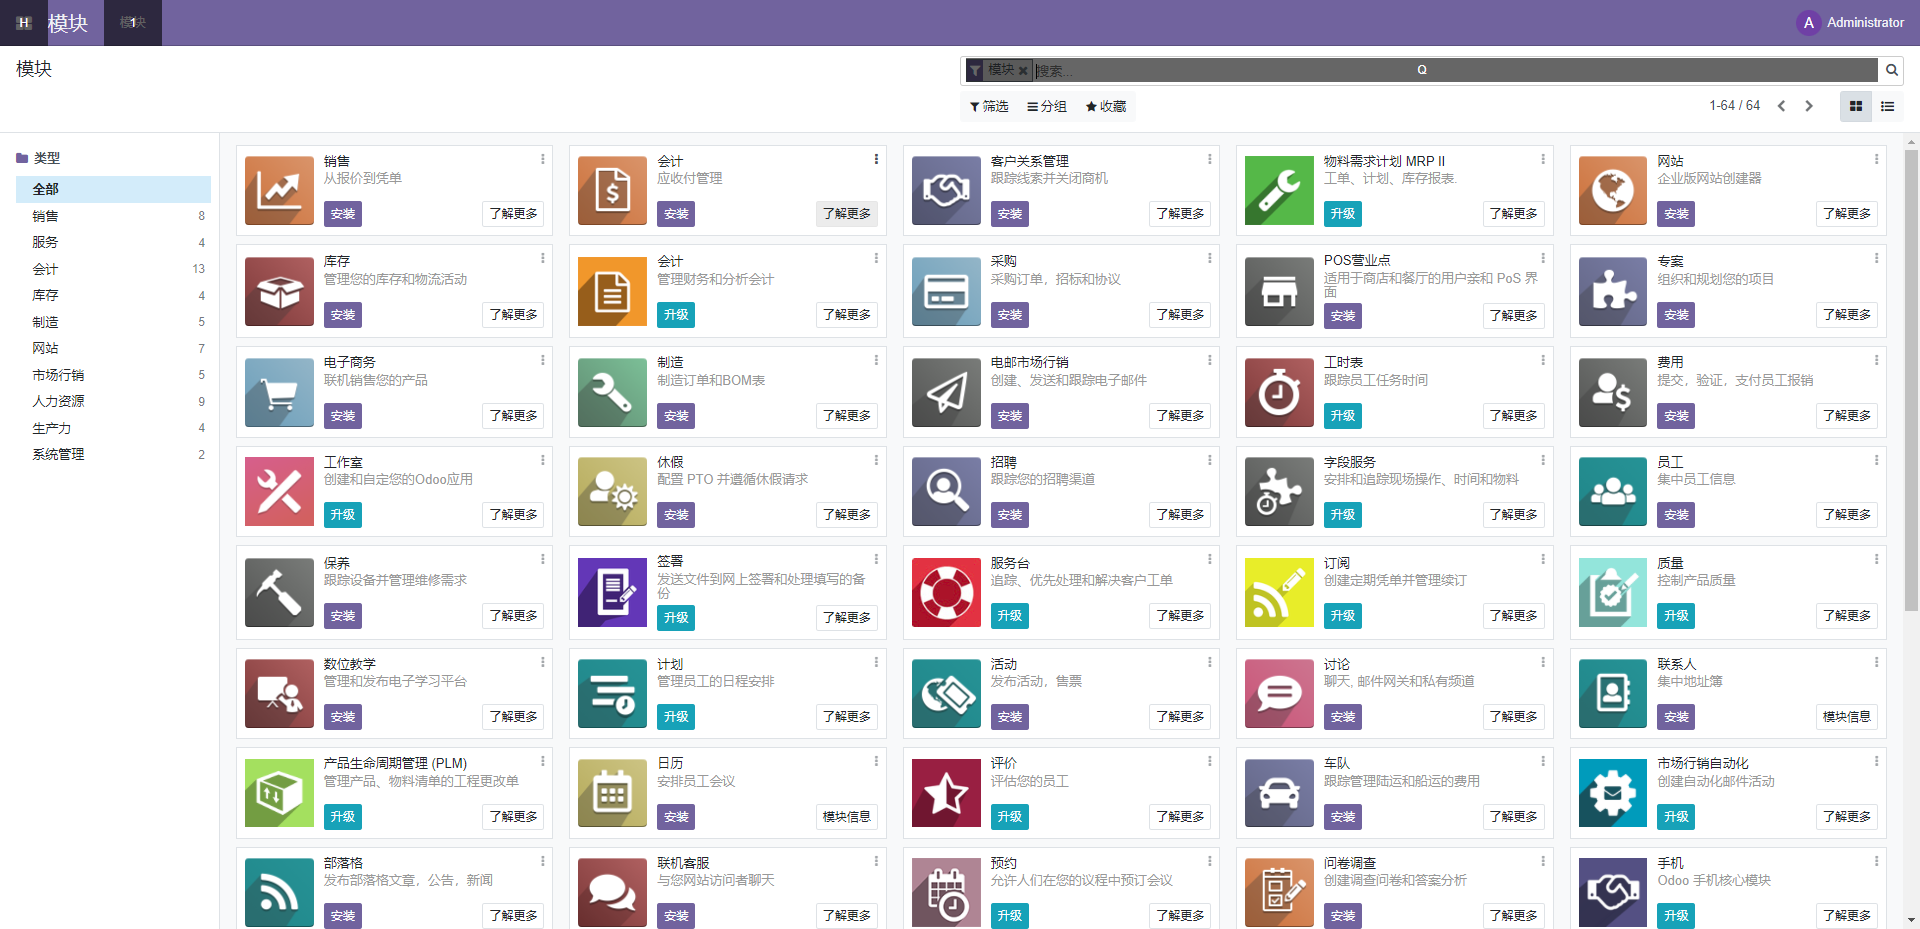 H 模块 模块 1 A Administrator
模块
模块 搜索... Q
筛选 分组 收藏 1-64 / 64
类型
全部
销售 8
服务 4
会计 13
库存 4
制造 5
网站 7
市场行销 5
人力资源 9
生产力 4
系统管理 2
销售
从报价到凭单
安装 了解更多
会计
应收付管理
安装 了解更多
客户关系管理
跟踪线索并关闭商机
安装 了解更多
物料需求计划 MRP II
工单、计划、库存报表.
升级 了解更多
网站
企业版网站创建器
安装 了解更多
库存
管理您的库存和物流活动
安装 了解更多
会计
管理财务和分析会计
升级 了解更多
采购
采购订单，招标和协议
安装 了解更多
POS营业点
适用于商店和餐厅的用户亲和 PoS 界
面
安装 了解更多
专案
组织和规划您的项目
安装 了解更多
电子商务
联机销售您的产品
安装 了解更多
制造
制造订单和BOM表
安装 了解更多
电邮市场行销
创建、发送和跟踪电子邮件
安装 了解更多
工时表
跟踪员工任务时间
升级 了解更多
费用
提交，验证，支付员工报销
安装 了解更多
工作室
创建和自定您的Odoo应用
升级 了解更多
休假
配置 PTO 并遵循休假请求
安装 了解更多
招聘
跟踪您的招聘渠道
安装 了解更多
字段服务
安排和追踪现场操作、时间和物料
升级 了解更多
员工
集中员工信息
安装 了解更多
保养
跟踪设备并管理维修需求
安装 了解更多
签署
发送文件到网上签署和处理填写的备
份
升级 了解更多
服务台
追踪、优先处理和解决客户工单
升级 了解更多
订阅
创建定期凭单并管理续订
升级 了解更多
质量
控制产品质量
升级 了解更多
数位教学
管理和发布电子学习平台
安装 了解更多
计划
管理员工的日程安排
升级 了解更多
活动
发布活动，售票
安装 了解更多
讨论
聊天, 邮件网关和私有频道
安装 了解更多
联系人
集中地址簿
安装 模块信息
产品生命周期管理 (PLM)
管理产品、物料清单的工程更改单
升级 了解更多
日历
安排员工会议
安装 模块信息
评价
评估您的员工
升级 了解更多
车队
跟踪管理陆运和船运的费用
安装 了解更多
市场行销自动化
创建自动化邮件活动
升级 了解更多
部落格
发布部落格文章，公告，新闻
安装 了解更多
联机客服
与您网站访问者聊天
安装 了解更多
预约
允许人们在您的议程中预订会议
升级 了解更多
问卷调查
创建调查问卷和答案分析
安装 了解更多
手机
Odoo 手机核心模块
升级 了解更多